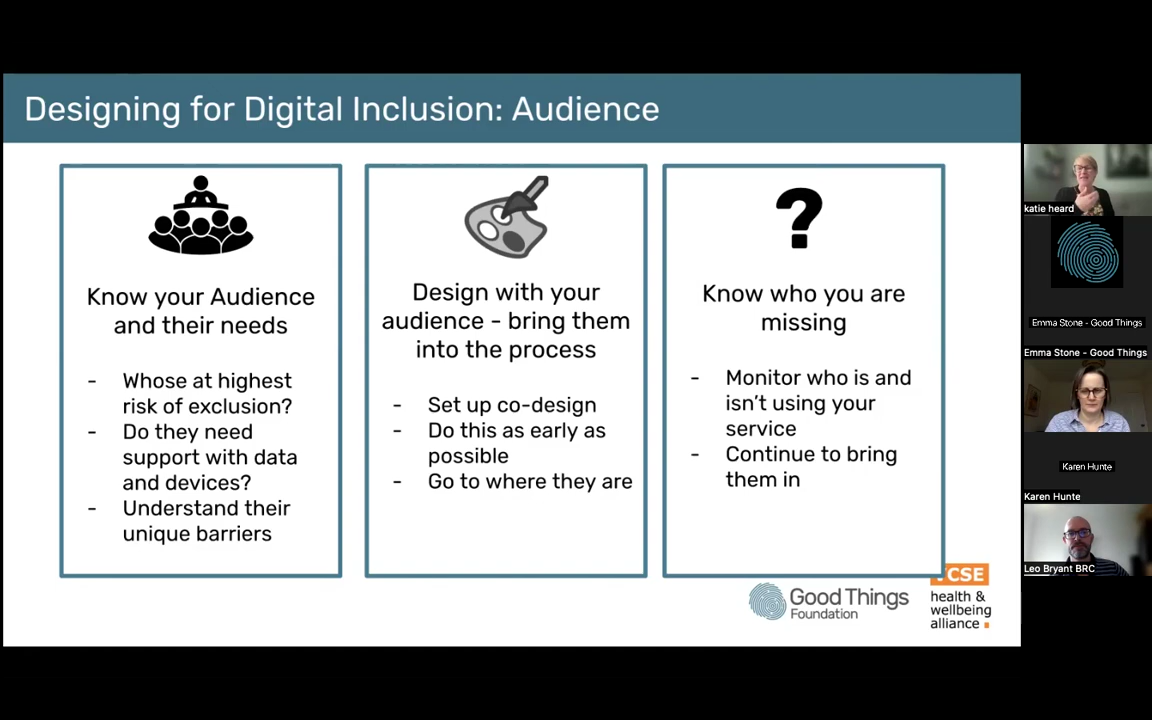 Designing for Digital Inclusion: Audience
Know your Audience
and their needs
- Whose at highest
risk of exclusion?
- Do they need
support with data
and devices?
- Understand their
unique barriers
Design with your
audience - bring them
into the process
- Set up co-design
- Do this as early as
possible
- Go to where they are
?
Know who you are
missing
- Monitor who is and
isn't using your
service
- Continue to bring
them in
Good Things
Foundation
CSE
health &
wellbeing
alliance
katie heard
Emma Stone - Good Things
Emma Stone - Good Things
Karen Hunte
Karen Hunte
Leo Bryant BRC